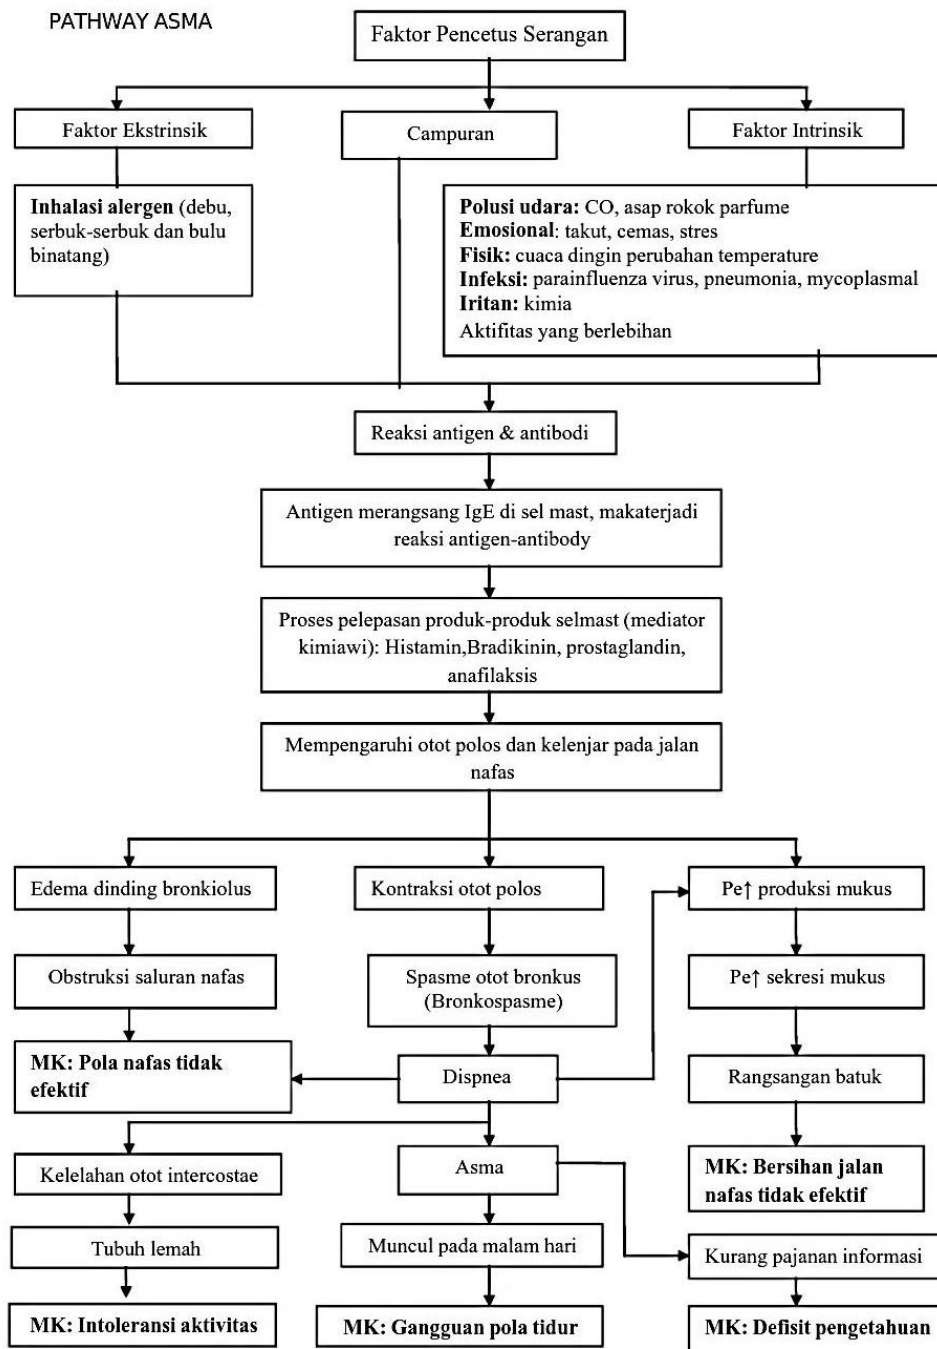 PATHWAY ASMA
Faktor Pencetus Serangan
Faktor Ekstrinsik
Campuran
Faktor Intrinsik
Inhalasi alergen (debu,
serbuk-serbuk dan bulu
binatang)
Polusi udara: CO, asap rokok parfume
Emosional: takut, cemas, stres
Fisik: cuaca dingin perubahan temperature
Infeksi: parainfluenza virus, pneumonia, mycoplasmal
Iritan: kimia
Aktifitas yang berlebihan
Reaksi antigen & antibodi
Antigen merangsang IgE di sel mast, makaterjadi
reaksi antigen-antibody
Proses pelepasan produk-produk selmast (mediator
kimiawi): Histamin,Bradikinin, prostaglandin,
anafilaksis
Mempengaruhi otot polos dan kelenjar pada jalan
nafas
Edema dinding bronkiolus
Kontraksi otot polos
Pe↑ produksi mukus
Obstruksi saluran nafas
Spasme otot bronkus
(Bronkospasme)
Pe↑ sekresi mukus
MK: Pola nafas tidak
efektif
Dispnea
Rangsangan batuk
Kelelahan otot intercostae
Asma
MK: Bersihan jalan
nafas tidak efektif
Tubuh lemah
Muncul pada malam hari
Kurang pajanan informasi
MK: Intoleransi aktivitas
MK: Gangguan pola tidur
MK: Defisit pengetahuan